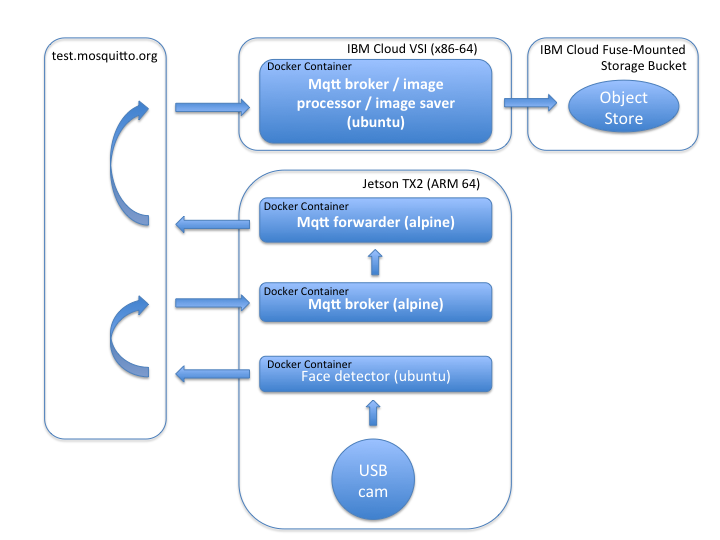 test.mosquitto.org
IBM Cloud VSI (x86-64)
Docker Container
Mqtt broker / image
processor / image saver
(ubuntu)
IBM Cloud Fuse-Mounted
Storage Bucket
Object
Store
Jetson TX2 (ARM 64)
Docker Container
Mqtt forwarder (alpine)
Docker Container
Mqtt broker (alpine)
Docker Container
Face detector (ubuntu)
USB
cam